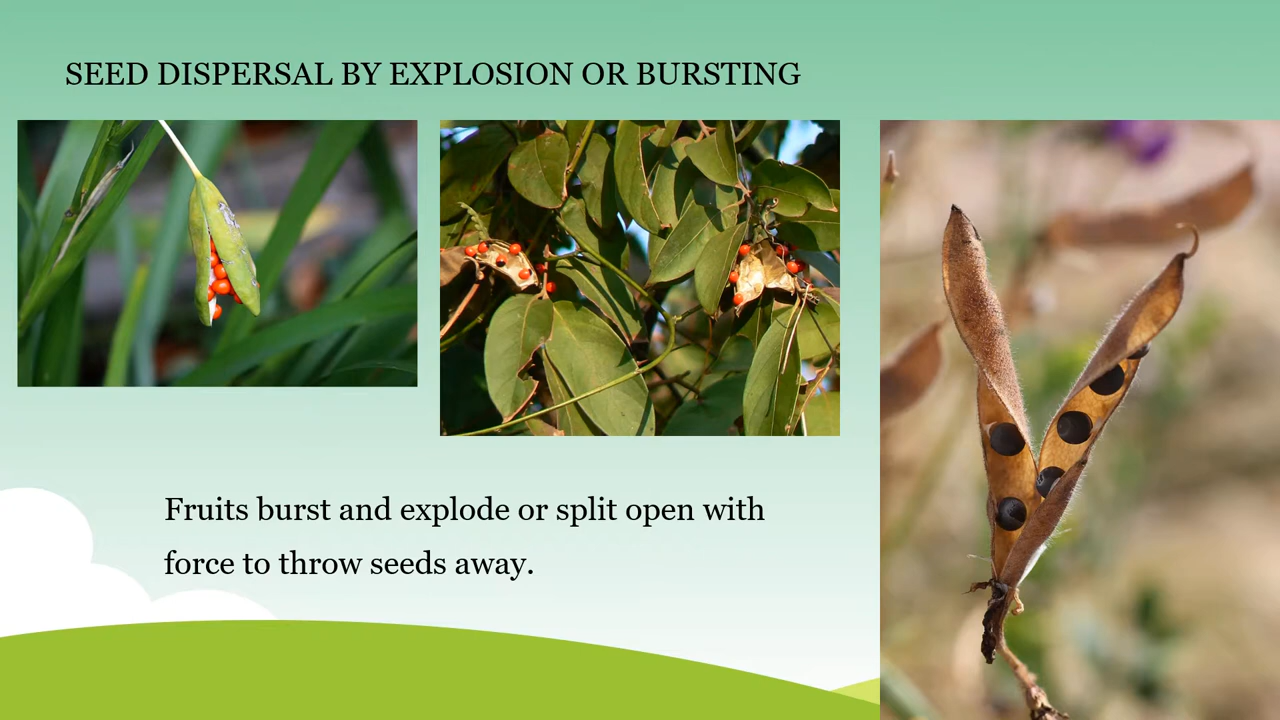 SEED DISPERSAL BY EXPLOSION OR BURSTING
Fruits burst and explode or split open with
force to throw seeds away.